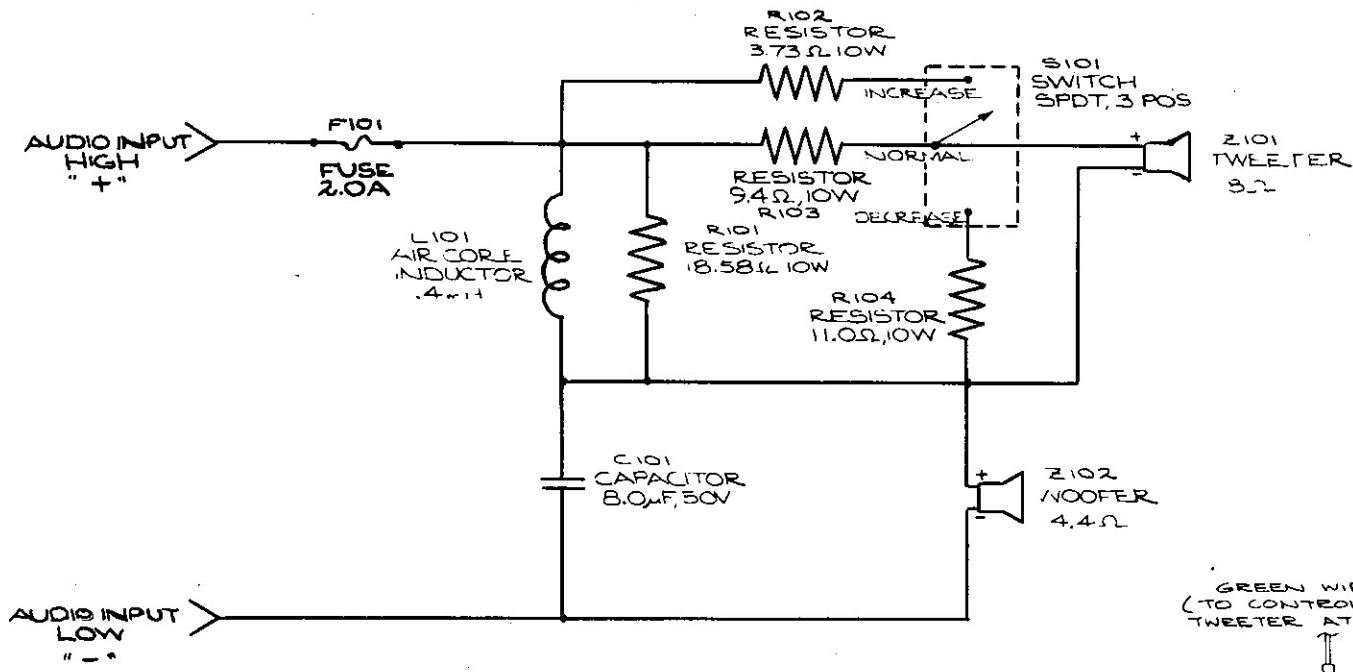 R102
RESISTOR
3.73Ω 10W
S101
SWITCH
SPDT, 3 POS
INCREASE
AUDIO INPUT
HIGH
"+"
F101
FUSE
2.0A
NORMAL
RESISTOR
9.4Ω, 10W
R103
+
-
Z101
TWEETER
8Ω
DECREASE
L101
AIR CORE
INDUCTOR
.4mH
R101
RESISTOR
18.58Ω 10W
R104
RESISTOR
11.0Ω, 10W
C101
CAPACITOR
8.0µF, 50V
+
-
Z102
WOOFER
4.4Ω
AUDIO INPUT
LOW
"-"
GREEN
(TO
TWEETER AT